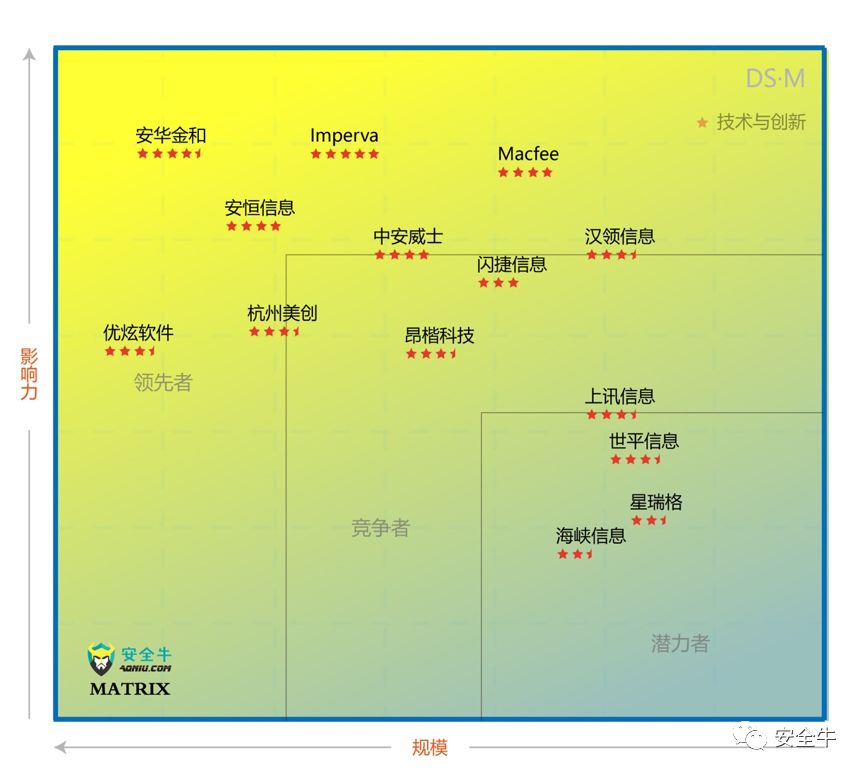 DS·M
技术与创新
安华金和
Imperva
Macfee
安恒信息
中安威士
汉领信息
闪捷信息
杭州美创
优炫软件
昂楷科技
领先者
上讯信息
世平信息
星瑞格
竞争者
海峡信息
潜力者
影响力
安全牛
AQNIU.COM
MATRIX
规模
安全牛